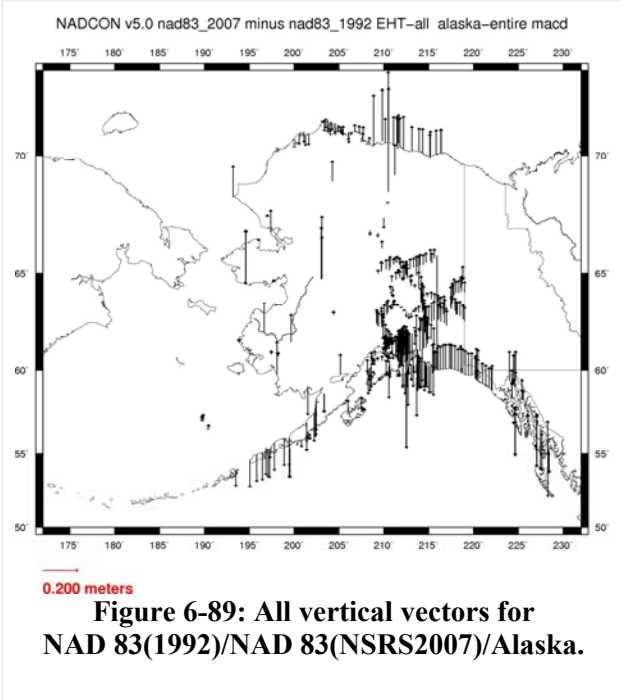 NADCON v5.0 nad83_2007 minus nad83_1992 EHT-all alaska-entire macd
175° 180° 185° 190° 195° 200° 205° 210° 215° 220° 225° 230°
70° 70°
65° 65°
60° 60°
55° 55°
50° 50°
175° 180° 185° 190° 195° 200° 205° 210° 215° 220° 225° 230°
0.200 meters
Figure 6-89: All vertical vectors for
NAD 83(1992)/NAD 83(NSRS2007)/Alaska.